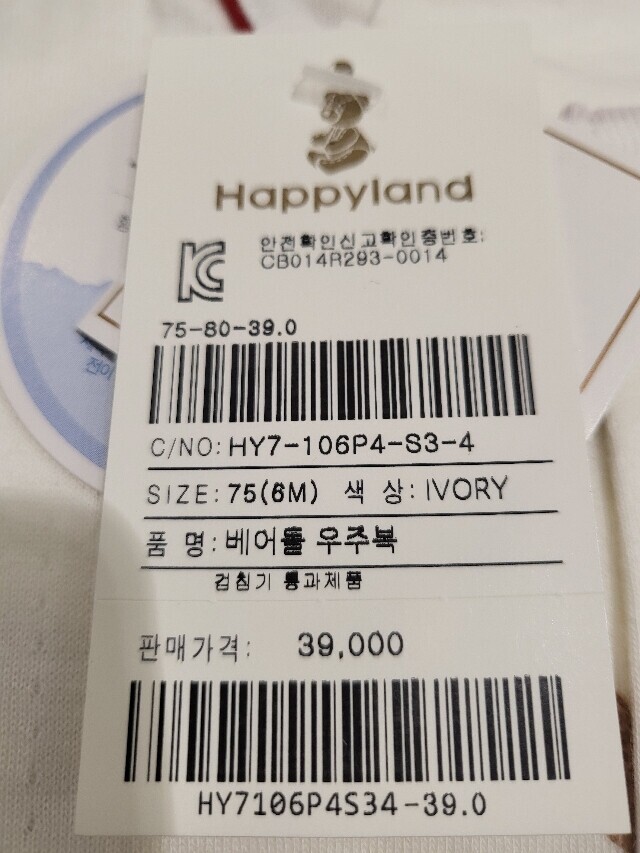 Happyland
안전확인신고확인증번호:
CB014R293-0014
75-80-39.0
C/NO: HY7-106P4-S3-4
SIZE: 75(6M) 색 상: IVORY
품 명: 베어돌 우주복
검침기 통과제품
판매가격: 39,000
HY7106P4S34-39.0